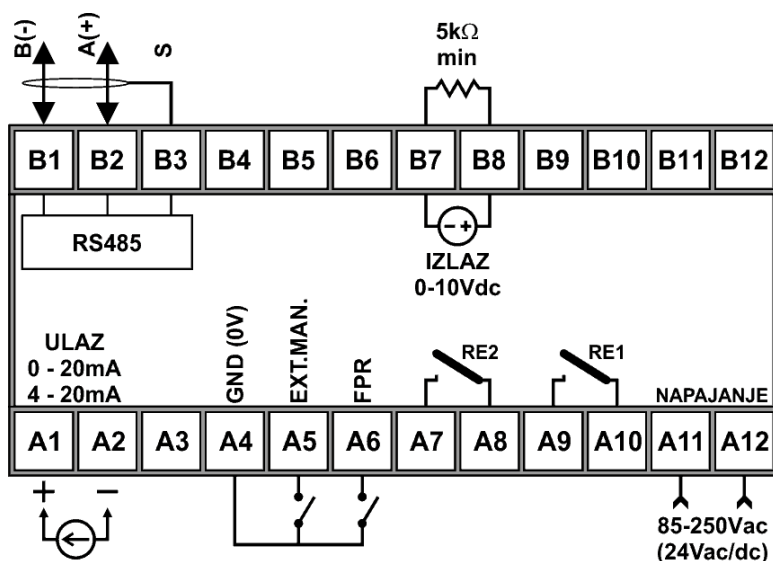 B(-)
A(+)
S
5kΩ
min
B1 B2 B3 B4 B5 B6 B7 B8 B9 B10 B11 B12
RS485
- +
IZLAZ
0-10Vdc
ULAZ
0 - 20mA
4 - 20mA
GND (0V)
EXT.MAN.
FPR
RE2
RE1
NAPAJANJE
A1 A2 A3 A4 A5 A6 A7 A8 A9 A10 A11 A12
+ −
85-250Vac
(24Vac/dc)